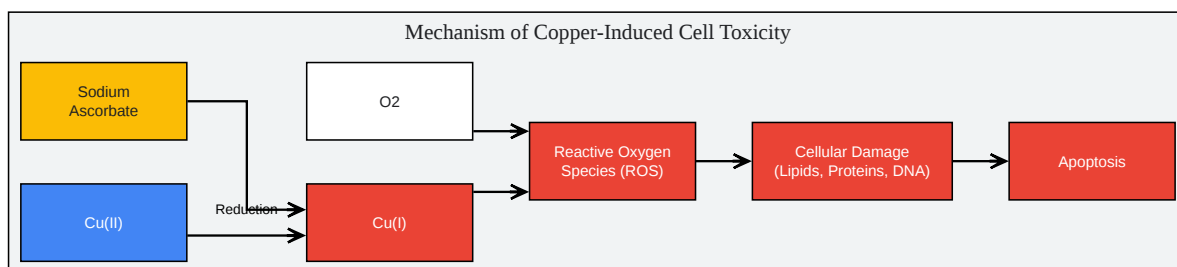 Mechanism of Copper-Induced Cell Toxicity
Sodium
Ascorbate
O2
Reactive Oxygen
Species (ROS)
Cellular Damage
(Lipids, Proteins, DNA)
Apoptosis
Cu(II)
Reduction
Cu(I)